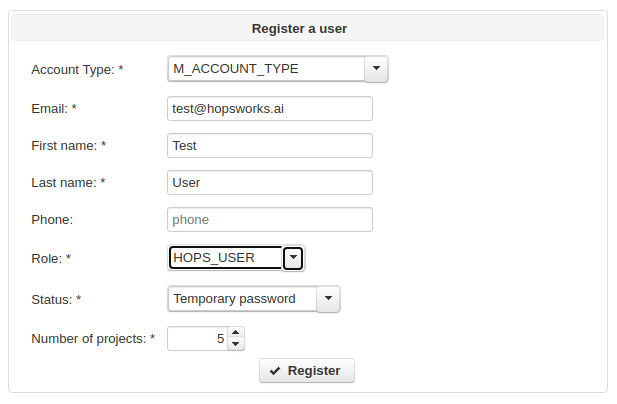 Register a user
Account Type: * M_ACCOUNT_TYPE
Email: * test@hopsworks.ai
First name: * Test
Last name: * User
Phone: phone
Role: * HOPS_USER
Status: * Temporary password
Number of projects: * 5
Register